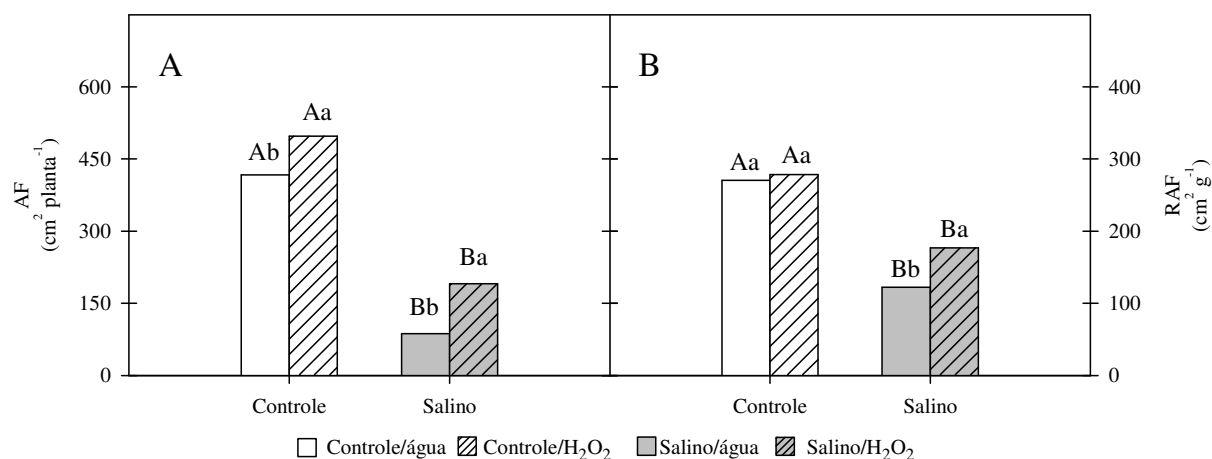 A
B
600
450
300
150
0
AF
(cm² planta⁻¹)
Ab
Aa
Bb
Ba
Aa
Aa
Bb
Ba
400
300
200
100
0
RAF
(cm² g⁻¹)
Controle
Salino
Controle
Salino
Controle/água Controle/H₂O₂ Salino/água Salino/H₂O₂